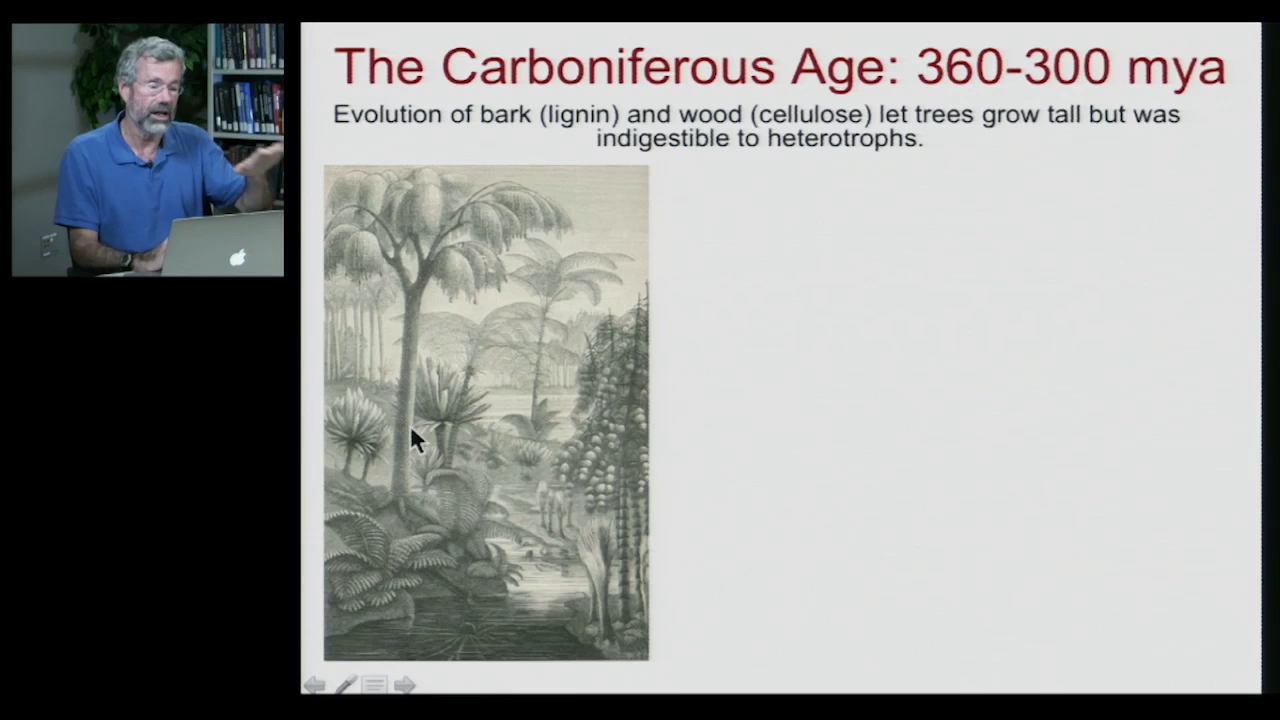 The Carboniferous Age: 360-300 mya
Evolution of bark (lignin) and wood (cellulose) let trees grow tall but was
indigestible to heterotrophs.